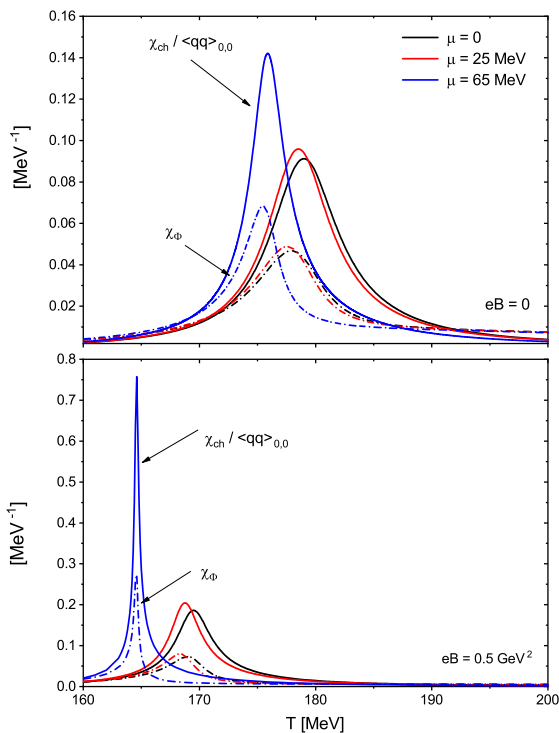 0.16
0.14
0.12
0.10
0.08
0.06
0.04
0.02
[MeV⁻¹]
χch / <qq>0,0
χΦ
μ = 0
μ = 25 MeV
μ = 65 MeV
eB = 0
0.8
0.7
0.6
0.5
0.4
0.3
0.2
0.1
0.0
[MeV⁻¹]
χch / <qq>0,0
χΦ
eB = 0.5 GeV²
160 170 180 190 200
T [MeV]